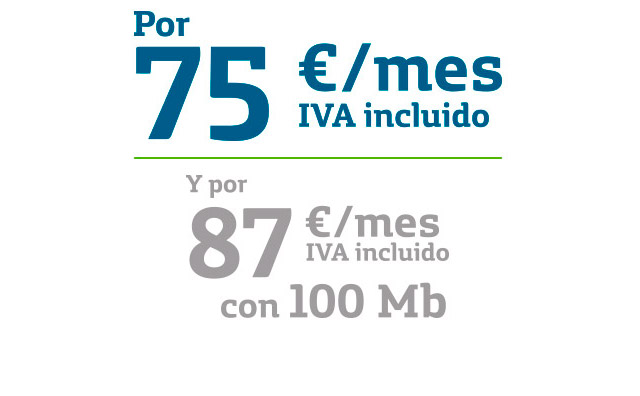 Por
75 €/mes
IVA incluido
Y por
87 €/mes
IVA incluido
con 100 Mb